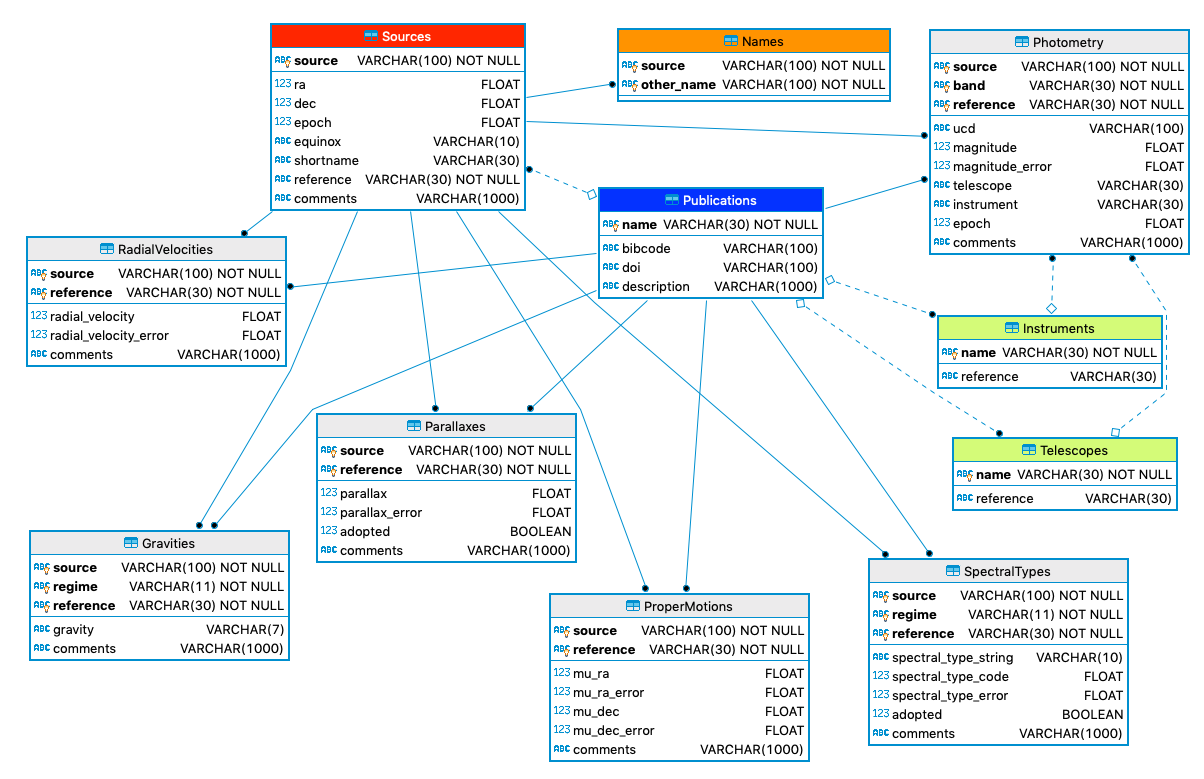 Sources
source VARCHAR(100) NOT NULL
ra FLOAT
dec FLOAT
epoch FLOAT
equinox VARCHAR(10)
shortname VARCHAR(30)
reference VARCHAR(30) NOT NULL
comments VARCHAR(1000)
Names
source VARCHAR(100) NOT NULL
other_name VARCHAR(100) NOT NULL
Photometry
source VARCHAR(100) NOT NULL
band VARCHAR(30) NOT NULL
reference VARCHAR(30) NOT NULL
ucd VARCHAR(100)
magnitude FLOAT
magnitude_error FLOAT
telescope VARCHAR(30)
instrument VARCHAR(30)
epoch FLOAT
comments VARCHAR(1000)
Publications
name VARCHAR(30) NOT NULL
bibcode VARCHAR(100)
doi VARCHAR(100)
description VARCHAR(1000)
RadialVelocities
source VARCHAR(100) NOT NULL
reference VARCHAR(30) NOT NULL
radial_velocity FLOAT
radial_velocity_error FLOAT
comments VARCHAR(1000)
Instruments
name VARCHAR(30) NOT NULL
reference VARCHAR(30)
Parallaxes
source VARCHAR(100) NOT NULL
reference VARCHAR(30) NOT NULL
parallax FLOAT
parallax_error FLOAT
adopted BOOLEAN
comments VARCHAR(1000)
Telescopes
name VARCHAR(30) NOT NULL
reference VARCHAR(30)
Gravities
source VARCHAR(100) NOT NULL
regime VARCHAR(11) NOT NULL
reference VARCHAR(30) NOT NULL
gravity VARCHAR(7)
comments VARCHAR(1000)
ProperMotions
source VARCHAR(100) NOT NULL
reference VARCHAR(30) NOT NULL
mu_ra FLOAT
mu_ra_error FLOAT
mu_dec FLOAT
mu_dec_error FLOAT
comments VARCHAR(1000)
SpectralTypes
source VARCHAR(100) NOT NULL
regime VARCHAR(11) NOT NULL
reference VARCHAR(30) NOT NULL
spectral_type_string VARCHAR(10)
spectral_type_code FLOAT
spectral_type_error FLOAT
adopted BOOLEAN
comments VARCHAR(1000)